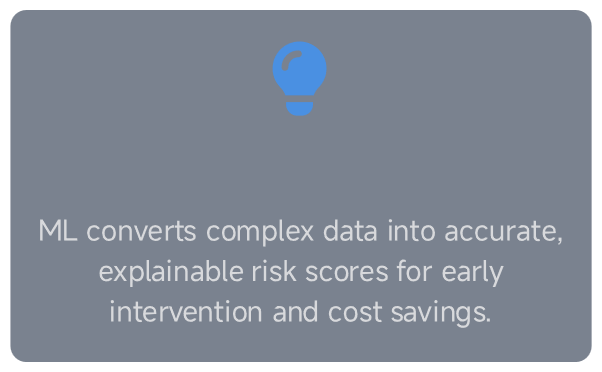 ML converts complex data into accurate,
explainable risk scores for early
intervention and cost savings.